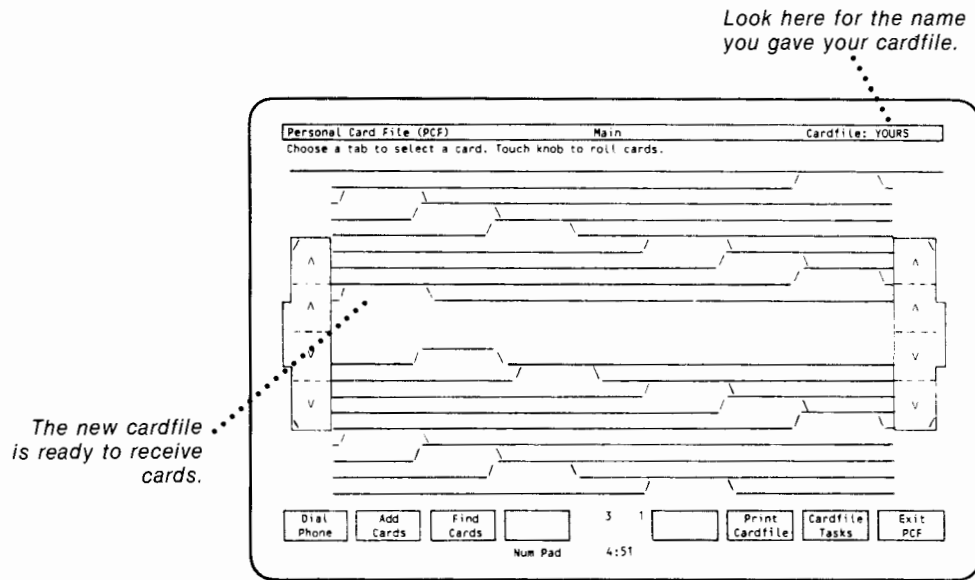 Look here for the name
you gave your cardfile.
Personal Card File (PCF) Main Cardfile: YOURS
Choose a tab to select a card. Touch knob to roll cards.
The new cardfile
is ready to receive
cards.
Dial Phone
Add Cards
Find Cards
3 1
Print Cardfile
Cardfile Tasks
Exit PCF
Num Pad 4:51